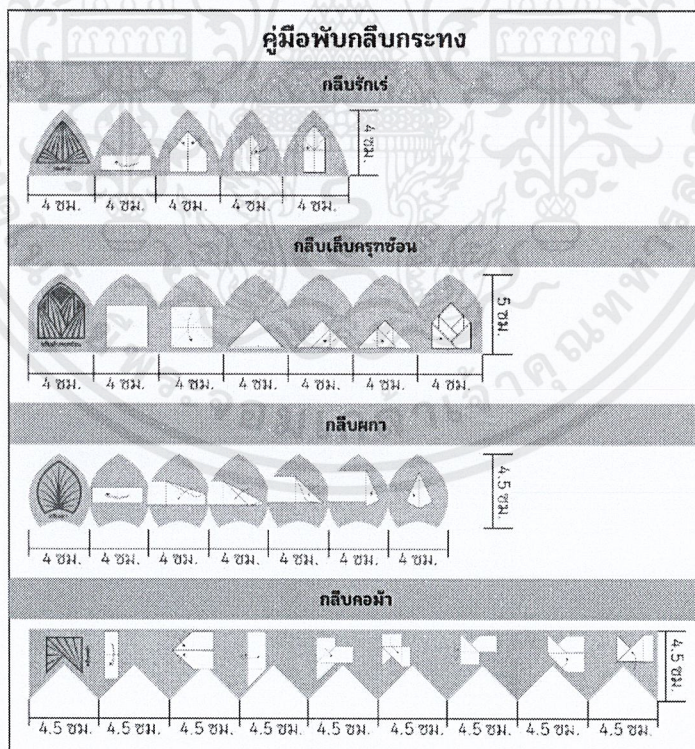 คู่มือพับกลีบกระทง
กลีบรักเร่
4 ซม.
4 ซม. 4 ซม. 4 ซม. 4 ซม. 4 ซม.
กลีบเล็บครุฑซ้อน
5 ซม.
4 ซม. 4 ซม. 4 ซม. 4 ซม. 4 ซม. 4 ซม. 4 ซม.
กลีบผกา
4.5 ซม.
4 ซม. 4 ซม. 4 ซม. 4 ซม. 4 ซม. 4 ซม. 4 ซม.
กลีบคอม้า
4.5 ซม.
4.5 ซม. 4.5 ซม. 4.5 ซม. 4.5 ซม. 4.5 ซม. 4.5 ซม. 4.5 ซม. 4.5 ซม. 4.5 ซม.